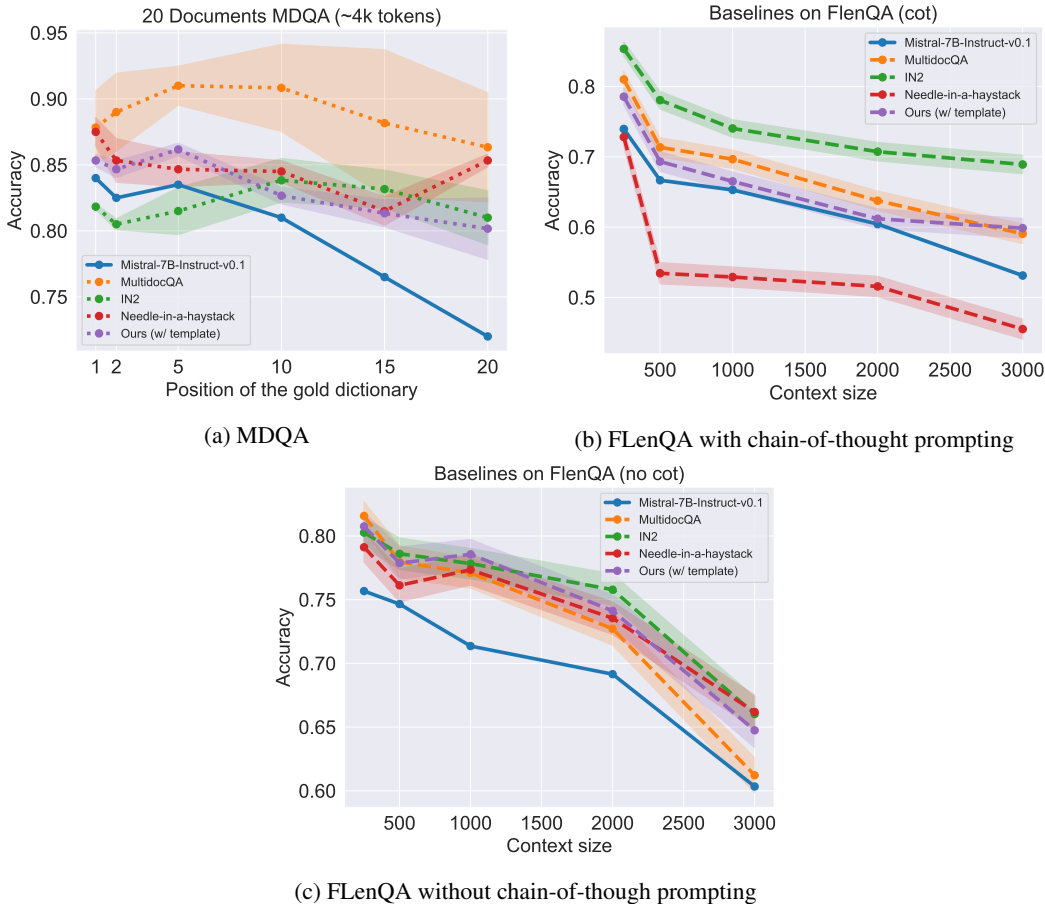 20 Documents MDQA (~4k tokens)
0.95
0.90
0.85
0.80
0.75
Accuracy
Mistral-7B-Instruct-v0.1
MultidocQA
IN2
Needle-in-a-haystack
Ours (w/ template)
1 2 5 10 15 20
Position of the gold dictionary
(a) MDQA
Baselines on FlenQA (cot)
0.8
0.7
0.6
0.5
Accuracy
Mistral-7B-Instruct-v0.1
MultidocQA
IN2
Needle-in-a-haystack
Ours (w/ template)
500 1000 1500 2000 2500 3000
Context size
(b) FLenQA with chain-of-thought prompting
Baselines on FlenQA (no cot)
0.80
0.75
0.70
0.65
0.60
Accuracy
Mistral-7B-Instruct-v0.1
MultidocQA
IN2
Needle-in-a-haystack
Ours (w/ template)
500 1000 1500 2000 2500 3000
Context size
(c) FLenQA without chain-of-though prompting